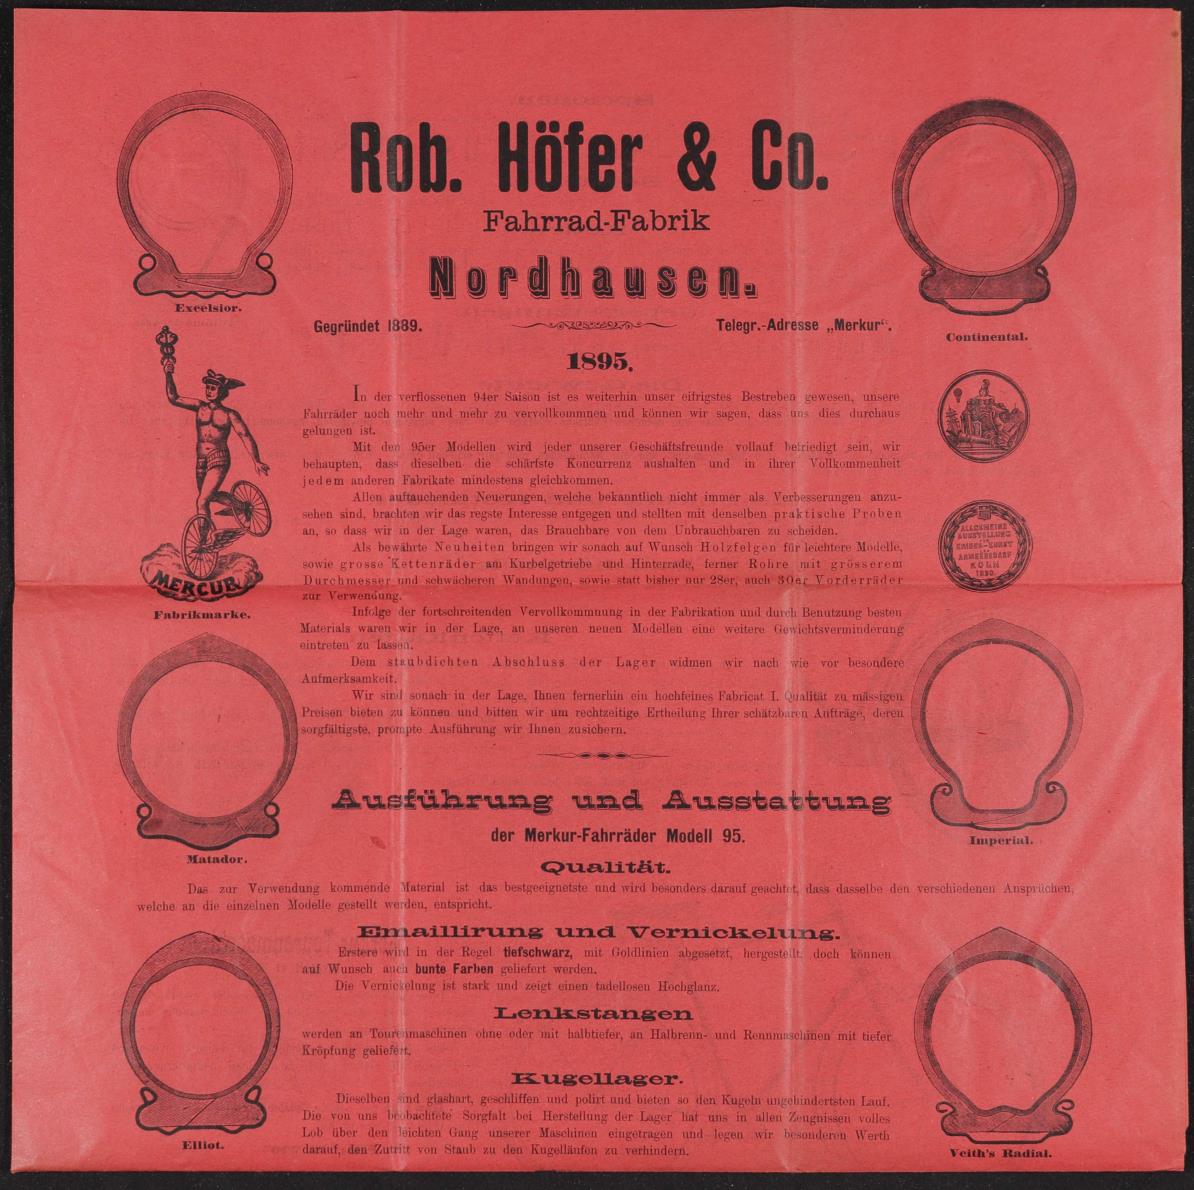 Rob. Höfer & Co.
Fahrrad-Fabrik
Nordhausen.
Gegründet 1889.
Telegr.-Adresse „Merkur“.
Excelsior.
Continental.
1895.
In der verflossenen 94er Saison ist es weiterhin unser eifrigstes Bestreben gewesen, unsere
Fahrräder noch mehr und mehr zu vervollkommnen und können wir sagen, dass uns dies durchaus
gelungen ist.
Mit den 95er Modellen wird jeder unserer Geschäftsfreunde vollauf befriedigt sein, wir
behaupten, dass dieselben die schärfste Koncurrenz aushalten und in ihrer Vollkommenheit
jedem anderen Fabrikate mindestens gleichkommen.
Allen auftauchenden Neuerungen, welche bekanntlich nicht immer als Verbesserungen anzu-
sehen sind, brachten wir das regste Interesse entgegen und stellten mit denselben praktische Proben
an, so dass wir in der Lage waren, das Brauchbare von dem Unbrauchbaren zu scheiden.
Als bewährte Neuheiten bringen wir sonach auf Wunsch Holzfelgen für leichtere Modelle,
sowie grosse Kettenräder am Kurbelgetriebe und Hinterrade, ferner Rohre mit grösserem
Durchmesser und schwächeren Wandungen, sowie statt bisher nur 28er, auch 30er Vorderräder
zur Verwendung.
Infolge der fortschreitenden Vervollkommnung in der Fabrikation und durch Benutzung besten
Materials waren wir in der Lage, an unseren neuen Modellen eine weitere Gewichtsverminderung
eintreten zu lassen.
Dem staubdichten Abschluss der Lager widmen wir nach wie vor besondere
Aufmerksamkeit.
Wir sind sonach in der Lage, Ihnen fernerhin ein hochfeines Fabricat I. Qualität zu mässigen
Preisen bieten zu können und bitten wir um rechtzeitige Ertheilung Ihrer schätzbaren Aufträge, deren
sorgfältigste, prompte Ausführung wir Ihnen zusichern.
MERCUR
Fabrikmarke.
ALLGEMEINE
AUSSTELLUNG
KRIEGS-KUNST
ARMEEBEDARF
KÖLN
1890
Matador.
Imperial.
Ausführung und Ausstattung
der Merkur-Fahrräder Modell 95.
Qualität.
Das zur Verwendung kommende Material ist das bestgeeignetste und wird besonders darauf geachtet, dass dasselbe den verschiedenen Ansprüchen,
welche an die einzelnen Modelle gestellt werden, entspricht.
Emaillirung und Vernickelung.
Erstere wird in der Regel tiefschwarz, mit Goldlinien abgesetzt, hergestellt, doch können
auf Wunsch auch bunte Farben geliefert werden.
Die Vernickelung ist stark und zeigt einen tadellosen Hochglanz.
Lenkstangen
werden an Tourenmaschinen ohne oder mit halbtiefer, an Halbrenn- und Rennmaschinen mit tiefer
Kröpfung geliefert.
Kugellager.
Dieselben sind glashart, geschliffen und polirt und bieten so den Kugeln ungehindertsten Lauf.
Die von uns beobachtete Sorgfalt bei Herstellung der Lager hat uns in allen Zeugnissen volles
Lob über den leichten Gang unserer Maschinen eingetragen und legen wir besonderen Werth
darauf, den Zutritt von Staub zu den Kugelläufen zu verhindern.
Elliot.
Veith's Radial.